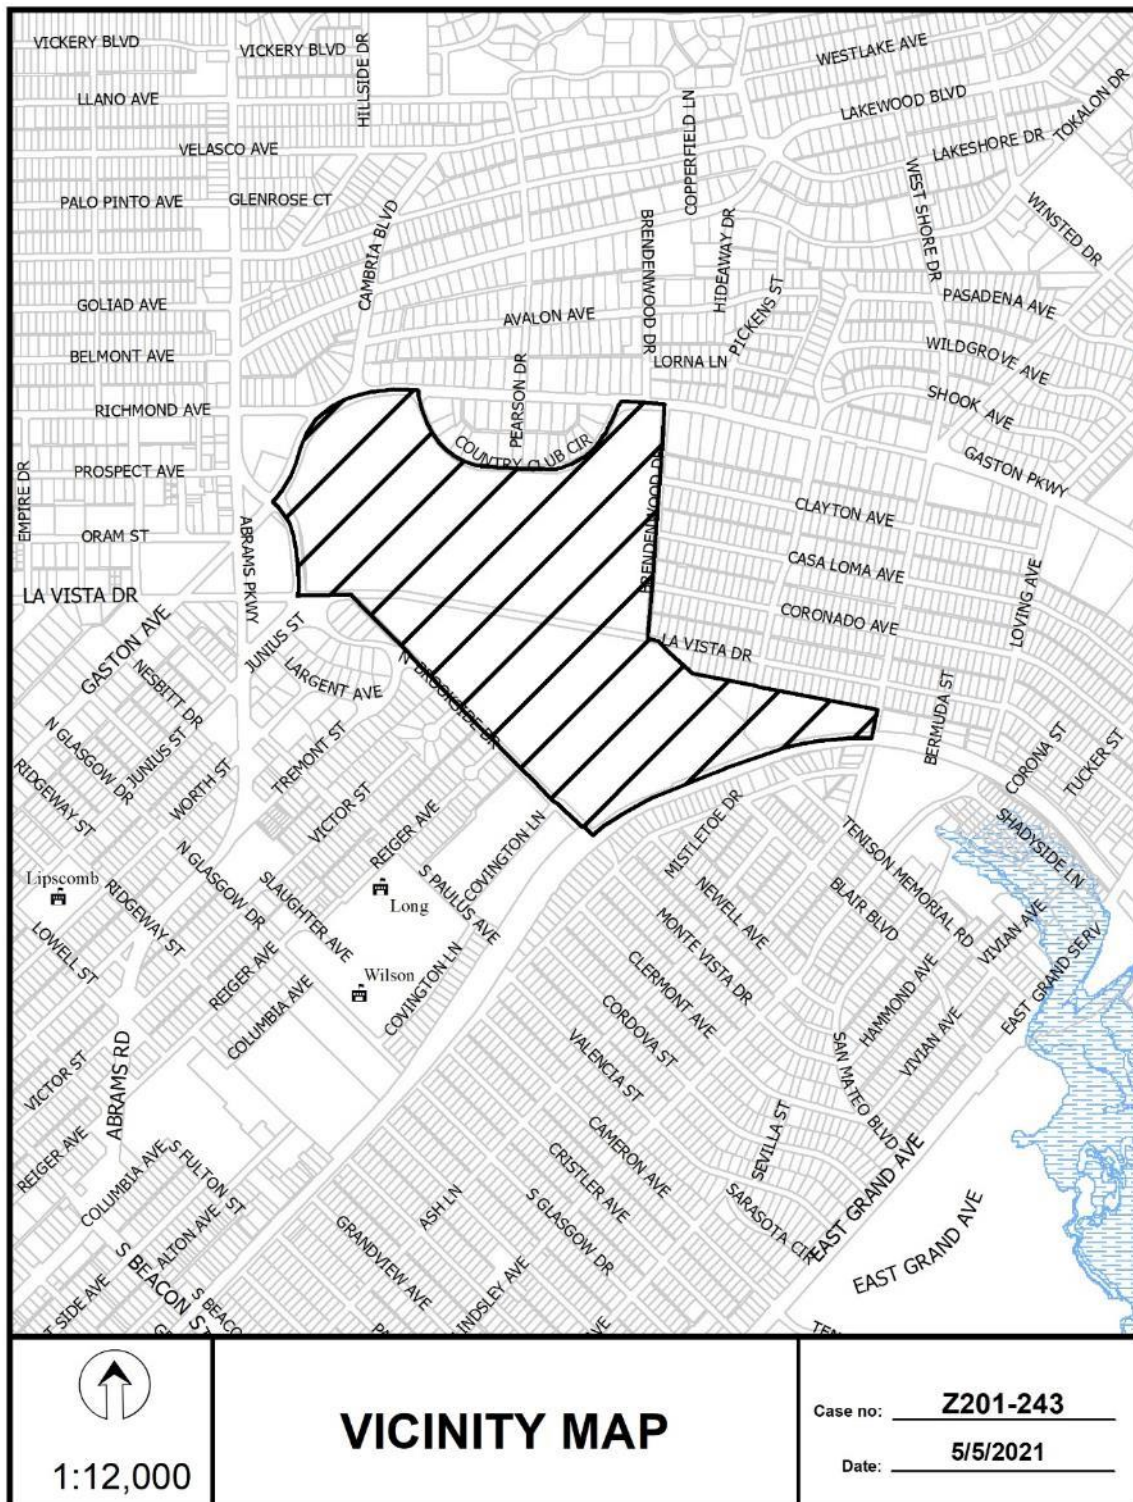 VICKERY BLVD
VICKERY BLVD
HILLSIDE DR
WESTLAKE AVE
LLANO AVE
COPPERFIELD LN
LAKEWOOD BLVD
TOKALON DR
VELASCO AVE
LAKESHORE DR
PALO PINTO AVE
GLENROSE CT
WEST SHORE DR
WINSTED DR
CAMBRIA BLVD
BRENDENWOOD DR
HIDEAWAY DR
PICKENS ST
GOLIAD AVE
AVALON AVE
PASADENA AVE
BELMONT AVE
LORNA LN
WILDGROVE AVE
RICHMOND AVE
PEARSON DR
SHOOK AVE
COUNTRY CLUB CIR
PROSPECT AVE
GASTON PKWY
EMPIRE DR
BRENDENWOOD DR
CLAYTON AVE
ORAM ST
ABRAMS PKWY
CASA LOMA AVE
LOVING AVE
LA VISTA DR
CORONADO AVE
GASTON AVE
JUNIUS ST
LA VISTA DR
NESBITT DR
LARGENT AVE
N BROOKSIDE DR
BERMUDA ST
N GLASGOW DR
JUNIUS ST
TREMONT ST
CORONA ST
TUCKER ST
RIDGEWAY ST
WORTH ST
VICTOR ST
REIGER AVE
MISTLETOE DR
SHADYSIDE LN
COVINGTON LN
TENISON MEMORIAL RD
N GLASGOW DR
SLAUGHTER AVE
S PAULUS AVE
NEWELL AVE
BLAIR BLVD
Lipscomb
RIDGEWAY ST
Long
VIVIAN AVE
LOWELL ST
MONTE VISTA DR
EAST GRAND SERV
REIGER AVE
Wilson
COVINGTON LN
CLERMONT AVE
HAMMOND AVE
COLUMBIA AVE
CORDOVA ST
VIVIAN AVE
VICTOR ST
ABRAMS RD
VALENCIA ST
SAN MATEO BLVD
REIGER AVE
SEVILLA ST
CAMERON AVE
COLUMBIA AVE
S FULTON ST
CRISTLER AVE
EAST GRAND AVE
ASH LN
S GLASGOW DR
SARASOTA CIR
ALTON AVE
GRANDVIEW AVE
EAST GRAND AVE
S BEACON ST
LINDSLEY AVE
T SIDE AVE
S BEACO
TEN
1:12,000
VICINITY MAP
Case no: Z201-243
Date: 5/5/2021